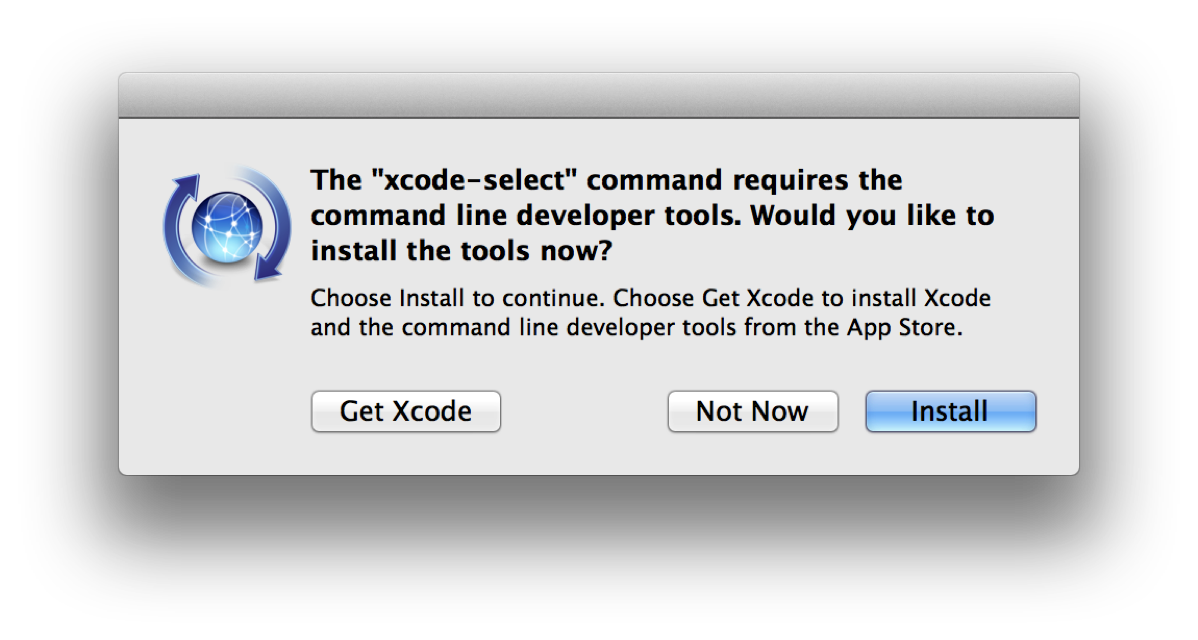 The "xcode-select" command requires the
command line developer tools. Would you like to
install the tools now?
Choose Install to continue. Choose Get Xcode to install Xcode
and the command line developer tools from the App Store.
Get Xcode
Not Now
Install